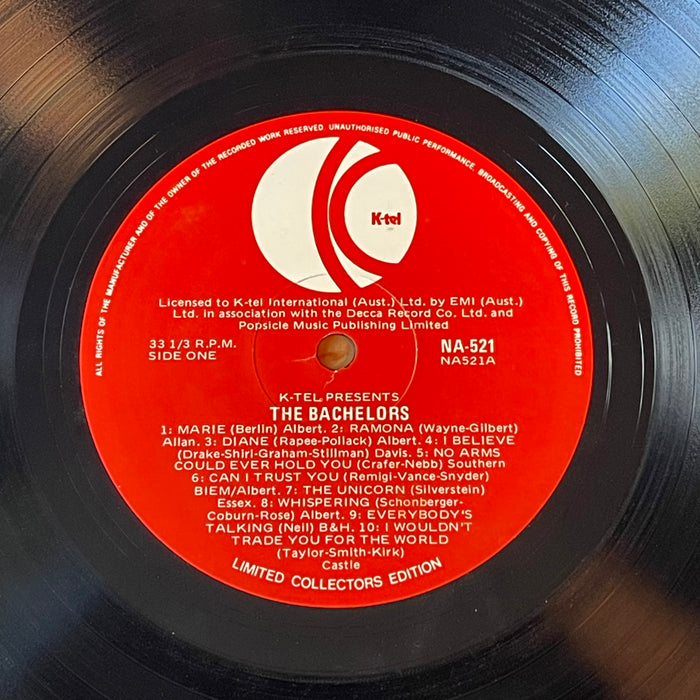 ALL RIGHTS OF THE MANUFACTURER AND OF THE OWNER OF THE RECORDED WORK RESERVED. UNAUTHORISED PUBLIC PERFORMANCE, BROADCASTING AND COPYING OF THIS RECORD PROHIBITED
K-tel
Licensed to K-tel International (Aust.) Ltd. by EMI (Aust.)
Ltd. in association with the Decca Record Co. Ltd. and
Popsicle Music Publishing Limited
33 1/3 R.P.M.
SIDE ONE
NA-521
NA521A
K-TEL PRESENTS
THE BACHELORS
1: MARIE (Berlin) Albert. 2: RAMONA (Wayne-Gilbert)
Allan. 3: DIANE (Rapee-Pollack) Albert. 4: I BELIEVE
(Drake-Shirl-Graham-Stillman) Davis. 5: NO ARMS
COULD EVER HOLD YOU (Crafer-Nebb) Southern
6: CAN I TRUST YOU (Remigi-Vance-Snyder)
BIEM/Albert. 7: THE UNICORN (Silverstein)
Essex. 8: WHISPERING (Schonberger-
Coburn-Rose) Albert. 9: EVERYBODY'S
TALKING (Neil) B&H. 10: I WOULDN'T
TRADE YOU FOR THE WORLD
(Taylor-Smith-Kirk)
Castle
LIMITED COLLECTORS EDITION